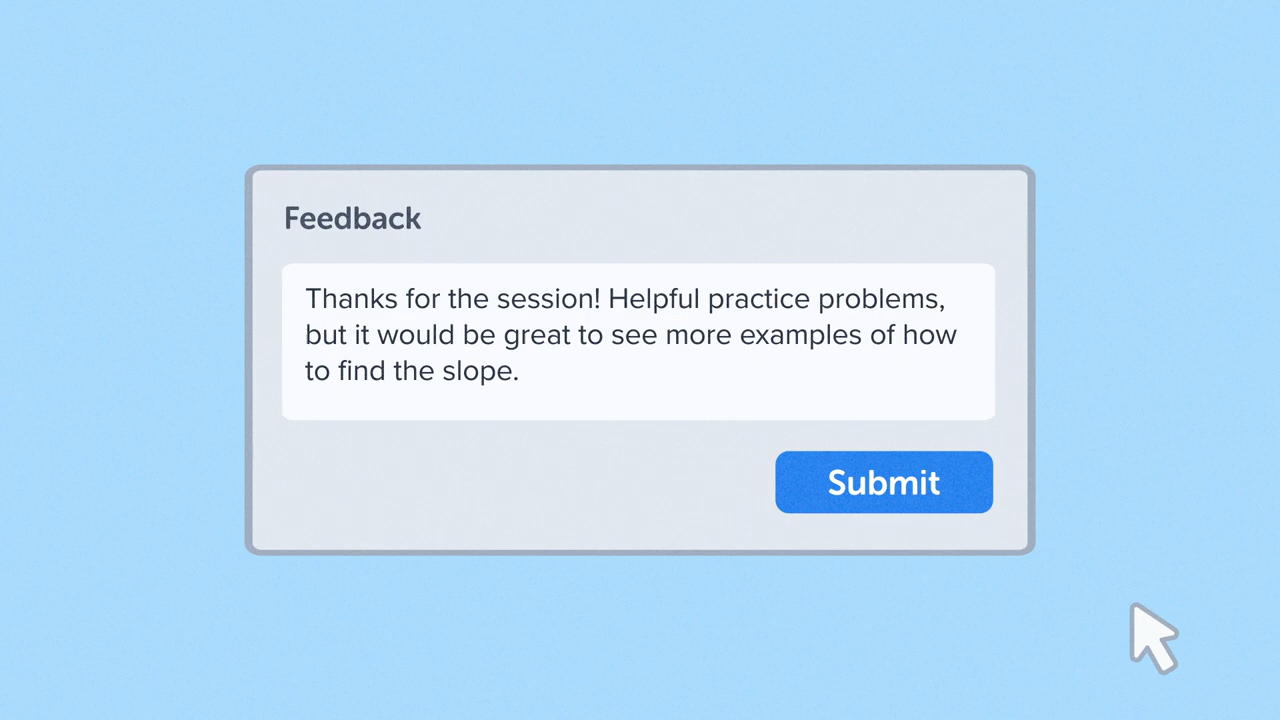 Feedback
Thanks for the session! Helpful practice problems,
but it would be great to see more examples of how
to find the slope.
Submit